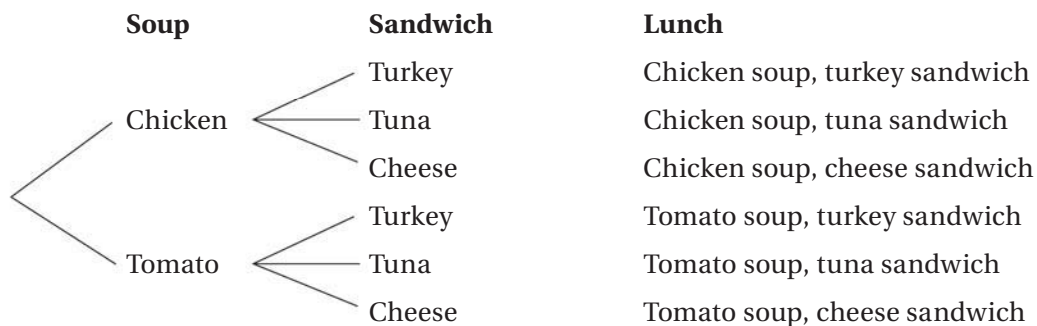 Soup Sandwich Lunch
Turkey Chicken soup, turkey sandwich
Chicken Tuna Chicken soup, tuna sandwich
Cheese Chicken soup, cheese sandwich
Turkey Tomato soup, turkey sandwich
Tomato Tuna Tomato soup, tuna sandwich
Cheese Tomato soup, cheese sandwich